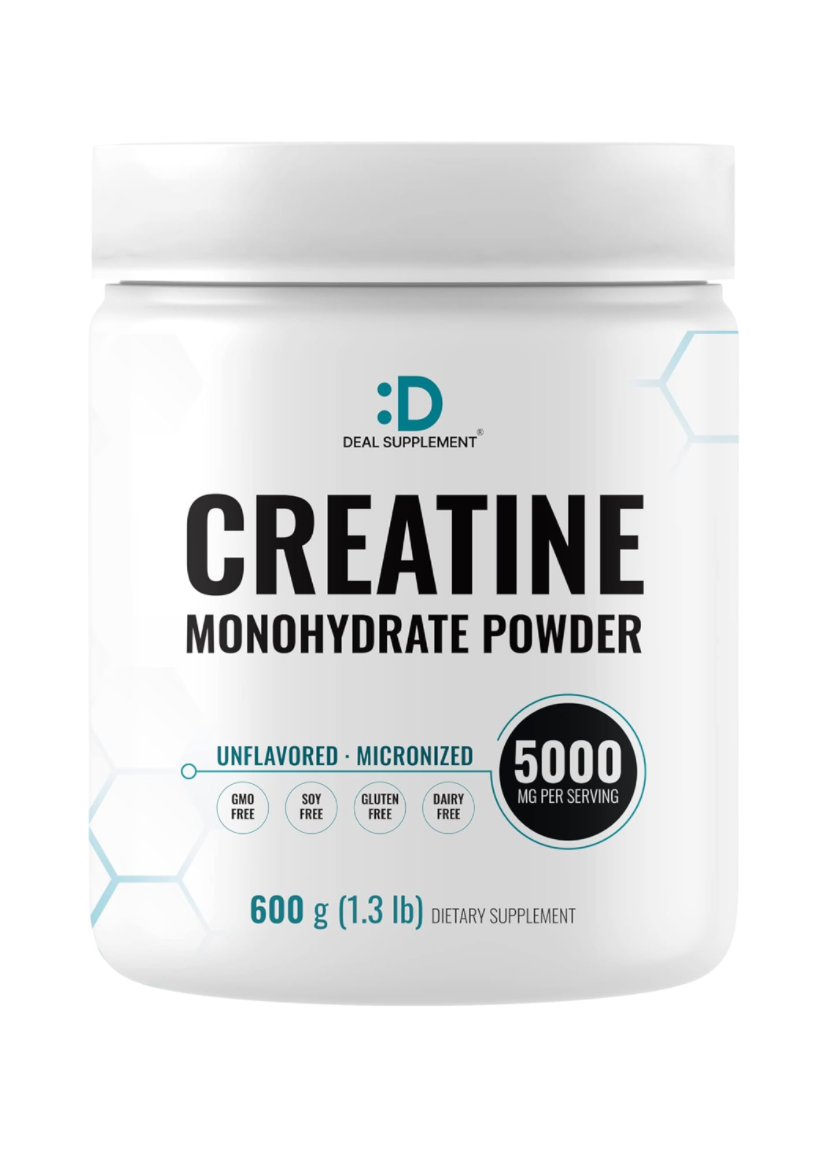 :D
DEAL SUPPLEMENT®
CREATINE
MONOHYDRATE POWDER
UNFLAVORED · MICRONIZED
5000
MG PER SERVING
GMO
FREE
SOY
FREE
GLUTEN
FREE
DAIRY
FREE
600 g (1.3 lb) DIETARY SUPPLEMENT